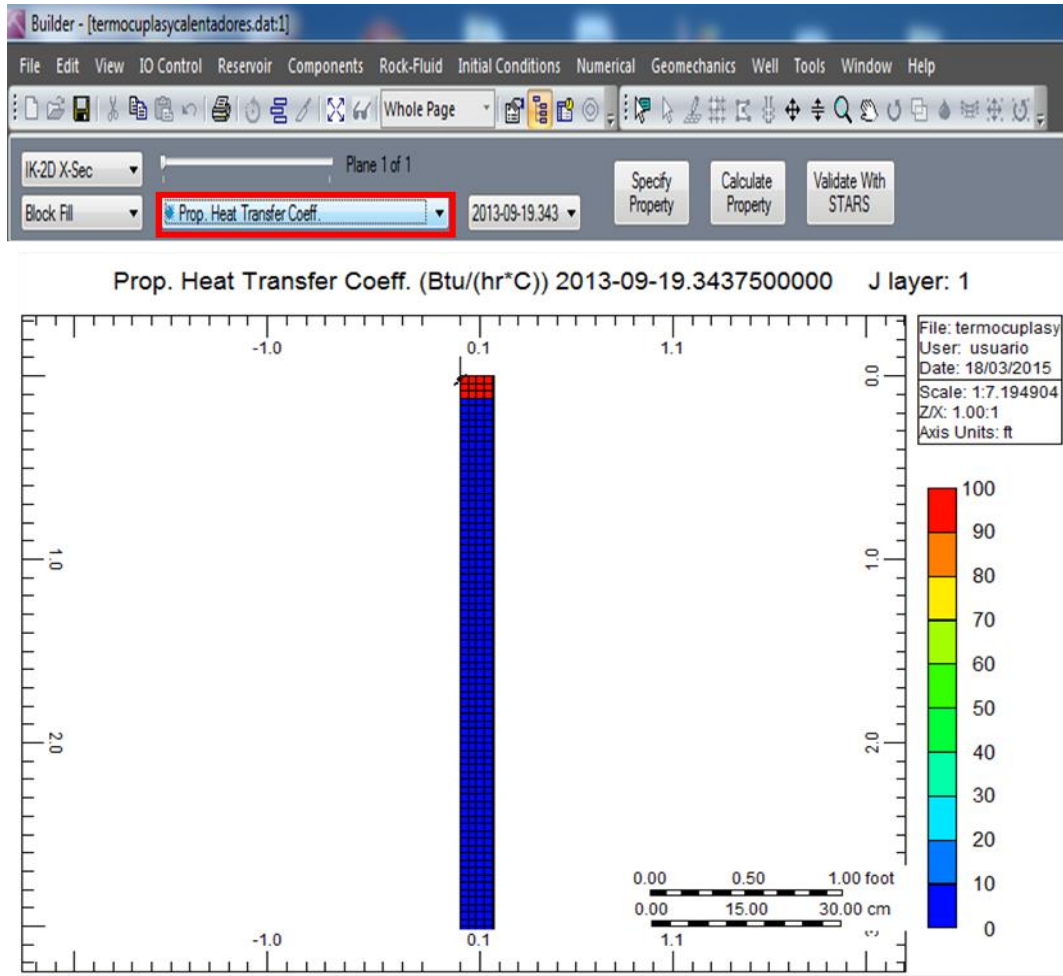 Builder - [termocuplasycalentadores.dat:1]
File Edit View IO Control Reservoir Components Rock-Fluid Initial Conditions Numerical Geomechanics Well Tools Window Help
Whole Page
IK-2D X-Sec
Plane 1 of 1
Block Fill
Prop. Heat Transfer Coeff.
2013-09-19.343
Specify
Property
Calculate
Property
Validate With
STARS
Prop. Heat Transfer Coeff. (Btu/(hr*C)) 2013-09-19.3437500000 J layer: 1
-1.0 0.1 1.1
File: termocuplasy
User: usuario
Date: 18/03/2015
Scale: 1:7.194904
Z/X: 1.00:1
Axis Units: ft
0.0
1.0 1.0
2.0 2.0
100
90
80
70
60
50
40
30
20
10
0
0.00 0.50 1.00 foot
0.00 15.00 30.00 cm
-1.0 0.1 1.1